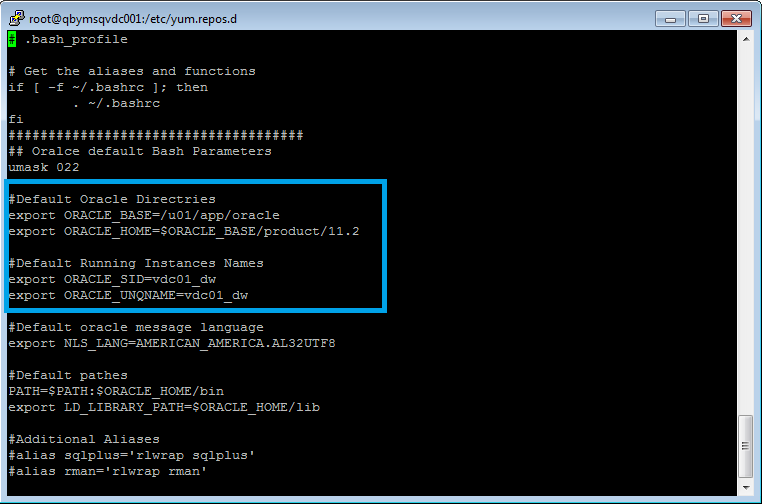 root@qbymsqvdc001:/etc/yum.repos.d
# .bash_profile
# Get the aliases and functions
if [ -f ~/.bashrc ]; then
. ~/.bashrc
fi
#####################################
## Oralce default Bash Parameters
umask 022
#Default Oracle Directries
export ORACLE_BASE=/u01/app/oracle
export ORACLE_HOME=$ORACLE_BASE/product/11.2
#Default Running Instances Names
export ORACLE_SID=vdc01_dw
export ORACLE_UNQNAME=vdc01_dw
#Default oracle message language
export NLS_LANG=AMERICAN_AMERICA.AL32UTF8
#Default pathes
PATH=$PATH:$ORACLE_HOME/bin
export LD_LIBRARY_PATH=$ORACLE_HOME/lib
#Additional Aliases
#alias sqlplus='rlwrap sqlplus'
#alias rman='rlwrap rman'